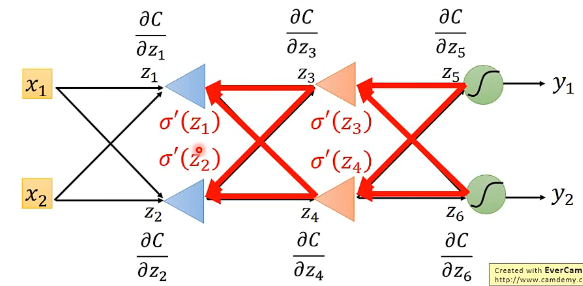 ∂C/∂z₁ ∂C/∂z₃ ∂C/∂z₅
x₁ z₁ z₃ z₅ y₁
σ′(z₁) σ′(z₃)
σ′(z₂) σ′(z₄)
x₂ z₂ z₄ z₆ y₂
∂C/∂z₂ ∂C/∂z₄ ∂C/∂z₆
Created with EverCam
http://www.camdemy.c